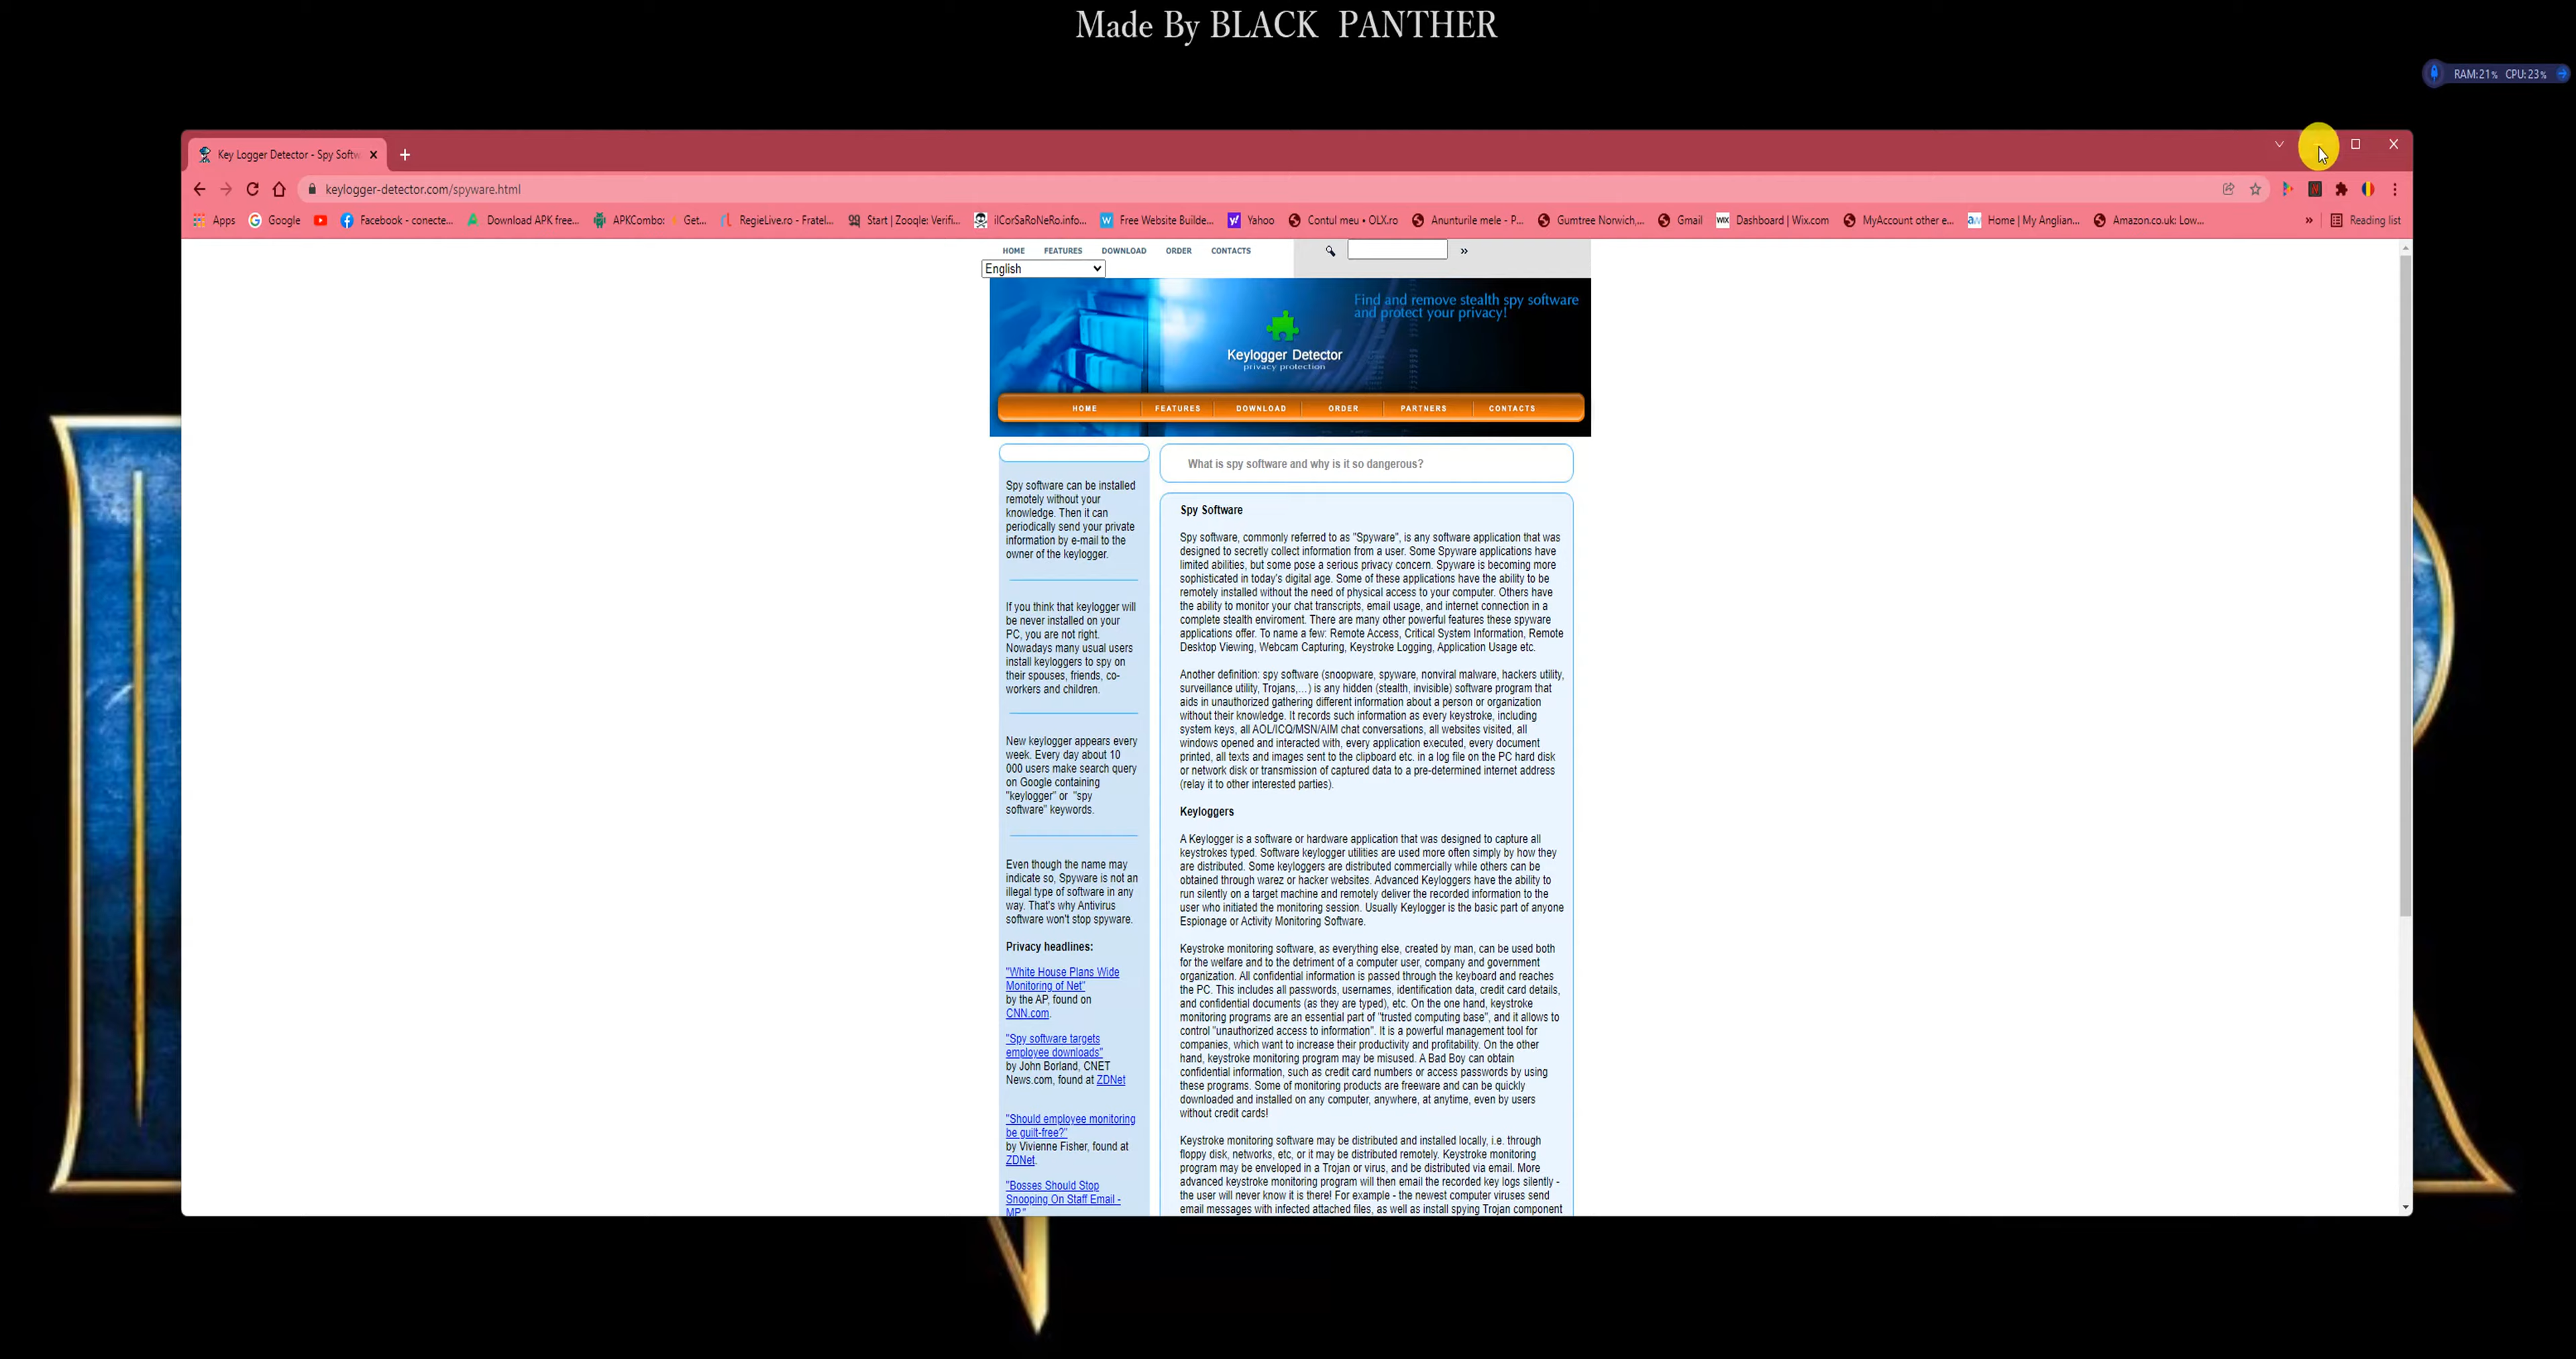 Made By BLACK PANTHER
RAM:21% CPU:23%
Key Logger Detector - Spy Softw
keylogger-detector.com/spyware.html
Apps
Google
Facebook - conecte...
Download APK free...
APKCombo:
Get...
RegieLive.ro - Fratel...
Start | Zooqle: Verifi...
ilCorSaRoNeRo.info...
Free Website Builde...
Yahoo
Contul meu • OLX.ro
Anunturile mele - P...
Gumtree Norwich,...
Gmail
Dashboard | Wix.com
MyAccount other e...
Home | My Anglian...
Amazon.co.uk: Low...
»
Reading list
HOME FEATURES DOWNLOAD ORDER CONTACTS
»
English
Find and remove stealth spy software
and protect your privacy!
Keylogger Detector
privacy protection
HOME FEATURES DOWNLOAD ORDER PARTNERS CONTACTS
Spy software can be installed
remotely without your
knowledge. Then it can
periodically send your private
information by e-mail to the
owner of the keylogger.
If you think that keylogger will
be never installed on your
PC, you are not right.
Nowadays many usual users
install keyloggers to spy on
their spouses, friends, co-
workers and children.
New keylogger appears every
week. Every day about 10
000 users make search query
on Google containing
"keylogger" or "spy
software" keywords.
Even though the name may
indicate so, Spyware is not an
illegal type of software in any
way. That's why Antivirus
software won't stop spyware.
Privacy headlines:
"White House Plans Wide
Monitoring of Net"
by the AP, found on
CNN.com.
"Spy software targets
employee downloads"
by John Borland, CNET
News.com, found at ZDNet
"Should employee monitoring
be guilt-free?"
by Vivienne Fisher, found at
ZDNet.
"Bosses Should Stop
Snooping On Staff Email -
MP"
What is spy software and why is it so dangerous?
Spy Software
Spy software, commonly referred to as "Spyware", is any software application that was
designed to secretly collect information from a user. Some Spyware applications have
limited abilities, but some pose a serious privacy concern. Spyware is becoming more
sophisticated in today's digital age. Some of these applications have the ability to be
remotely installed without the need of physical access to your computer. Others have
the ability to monitor your chat transcripts, email usage, and internet connection in a
complete stealth enviroment. There are many other powerful features these spyware
applications offer. To name a few: Remote Access, Critical System Information, Remote
Desktop Viewing, Webcam Capturing, Keystroke Logging, Application Usage etc.
Another definition: spy software (snoopware, spyware, nonviral malware, hackers utility,
surveillance utility, Trojans,…) is any hidden (stealth, invisible) software program that
aids in unauthorized gathering different information about a person or organization
without their knowledge. It records such information as every keystroke, including
system keys, all AOL/ICQ/MSN/AIM chat conversations, all websites visited, all
windows opened and interacted with, every application executed, every document
printed, all texts and images sent to the clipboard etc. in a log file on the PC hard disk
or network disk or transmission of captured data to a pre-determined internet address
(relay it to other interested parties).
Keyloggers
A Keylogger is a software or hardware application that was designed to capture all
keystrokes typed. Software keylogger utilities are used more often simply by how they
are distributed. Some keyloggers are distributed commercially while others can be
obtained through warez or hacker websites. Advanced Keyloggers have the ability to
run silently on a target machine and remotely deliver the recorded information to the
user who initiated the monitoring session. Usually Keylogger is the basic part of anyone
Espionage or Activity Monitoring Software.
Keystroke monitoring software, as everything else, created by man, can be used both
for the welfare and to the detriment of a computer user, company and government
organization. All confidential information is passed through the keyboard and reaches
the PC. This includes all passwords, usernames, identification data, credit card details,
and confidential documents (as they are typed), etc. On the one hand, keystroke
monitoring programs are an essential part of "trusted computing base", and it allows to
control "unauthorized access to information". It is a powerful management tool for
companies, which want to increase their productivity and profitability. On the other
hand, keystroke monitoring program may be misused. A Bad Boy can obtain
confidential information, such as credit card numbers or access passwords by using
these programs. Some of monitoring products are freeware and can be quickly
downloaded and installed on any computer, anywhere, at anytime, even by users
without credit cards!
Keystroke monitoring software may be distributed and installed locally, i.e. through
floppy disk, networks, etc, or it may be distributed remotely. Keystroke monitoring
program may be enveloped in a Trojan or virus, and be distributed via email. More
advanced keystroke monitoring program will then email the recorded key logs silently -
the user will never know it is there! For example - the newest computer viruses send
email messages with infected attached files, as well as install spying Trojan component